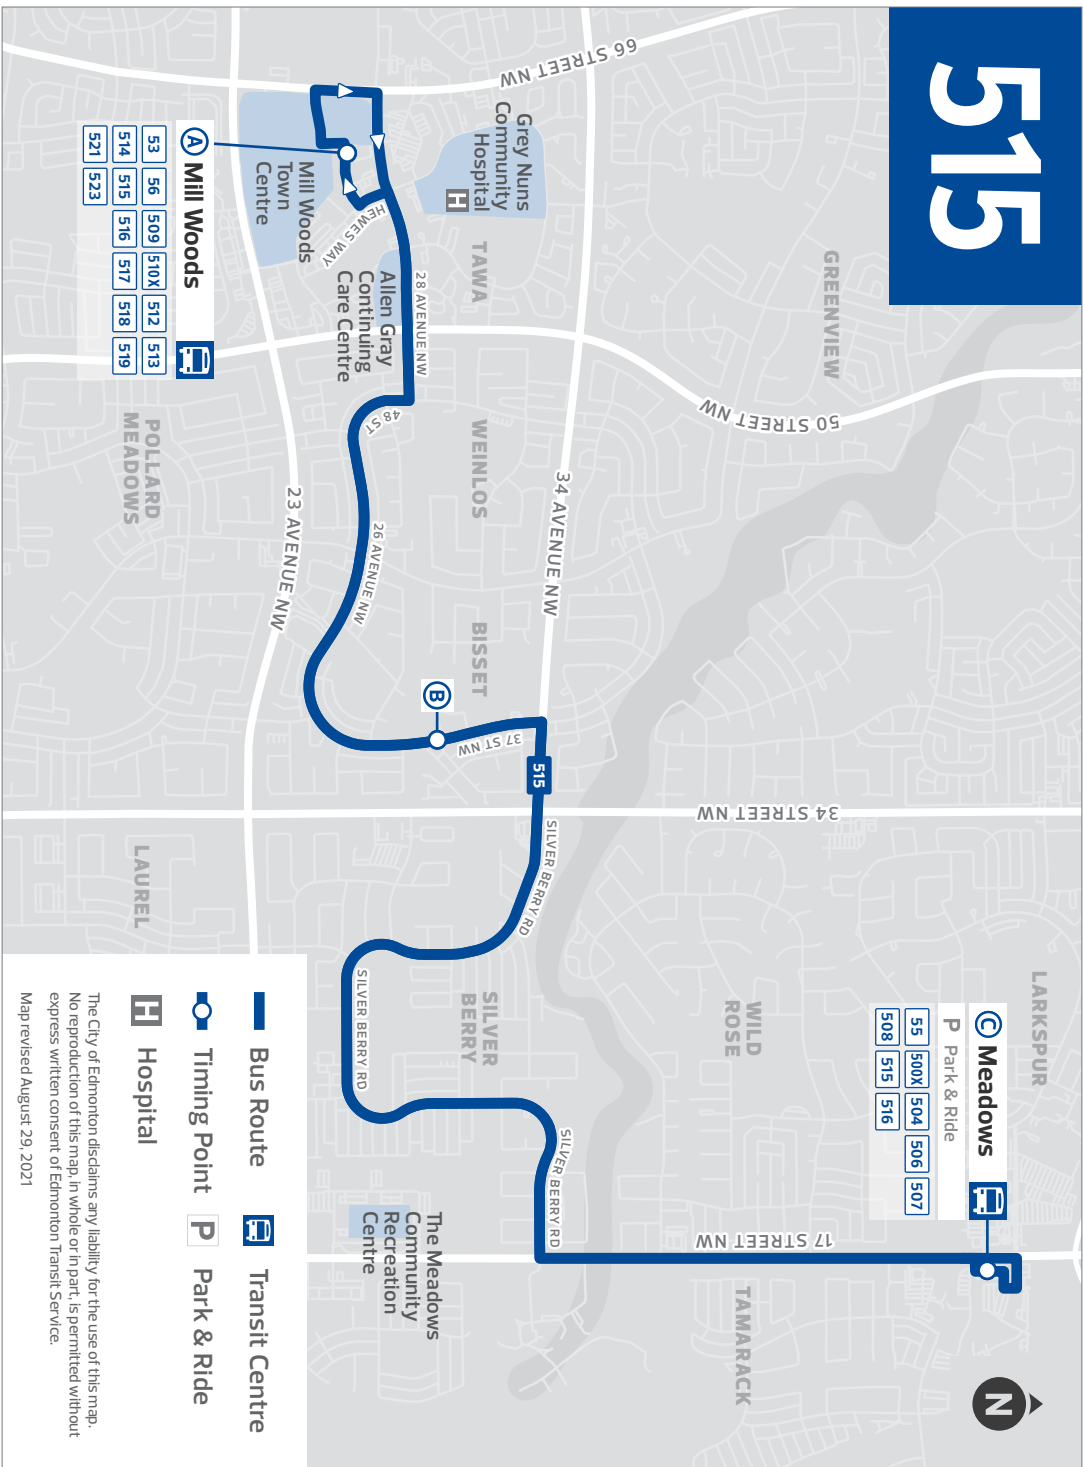 515
66 STREET NW
Grey Nuns
Community
Hospital
H
GREENVIEW
TAWA
50 STREET NW
28 AVENUE NW
HEWES WAY
Mill Woods
Town
Centre
Allen Gray
Continuing
Care Centre
A Mill Woods
53 56 509 510X 512 513
514 515 516 517 518 519
521 523
48 ST
WEINLOS
34 AVENUE NW
POLLARD
MEADOWS
23 AVENUE NW
26 AVENUE NW
BISSET
B
37 ST NW
515
34 STREET NW
SILVER BERRY RD
LAUREL
LARKSPUR
C Meadows
P Park & Ride
55 500X 504 506 507
508 515 516
WILD
ROSE
SILVER
BERRY
SILVER BERRY RD
SILVER BERRY RD
17 STREET NW
The Meadows
Community
Recreation
Centre
TAMARACK
N
Bus Route
Transit Centre
Timing Point
P Park & Ride
H Hospital
The City of Edmonton disclaims any liability for the use of this map.
No reproduction of this map, in whole or in part, is permitted without
express written consent of Edmonton Transit Service.
Map revised August 29, 2021